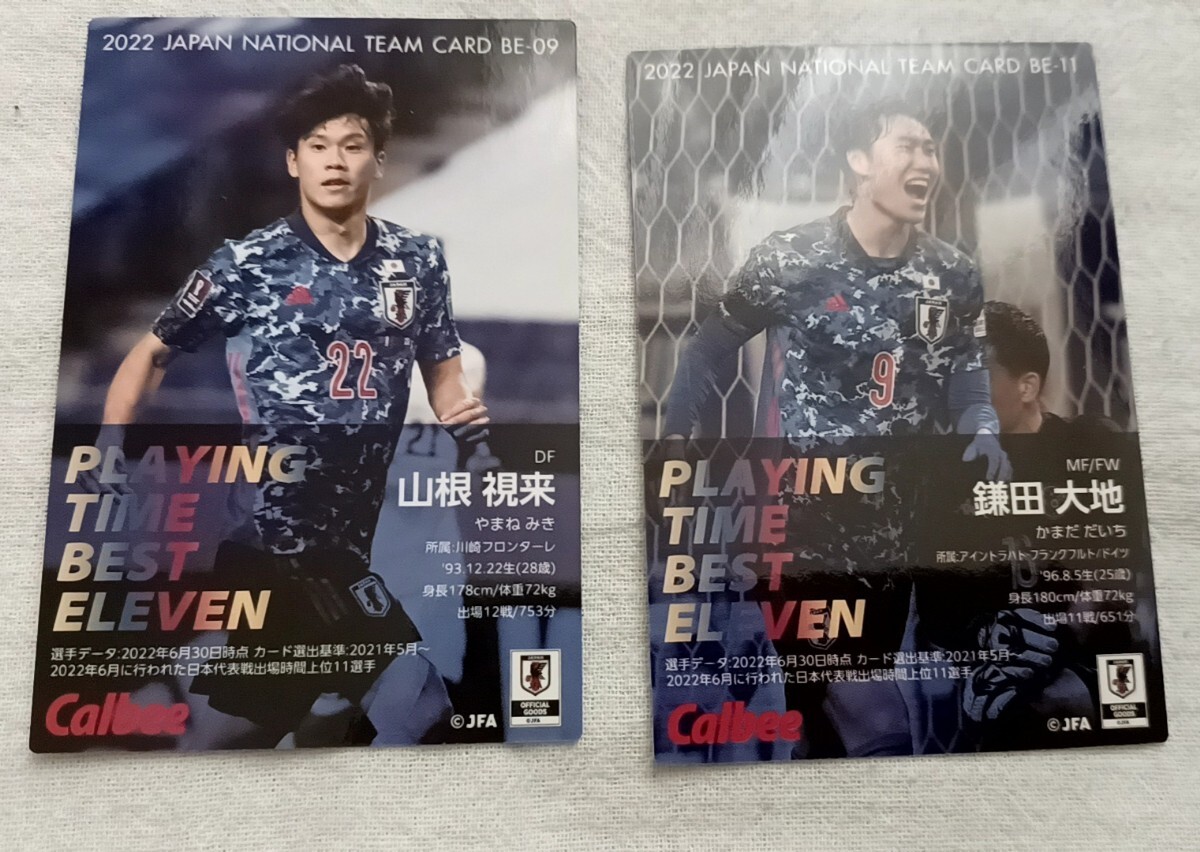 2022 JAPAN NATIONAL TEAM CARD BE-09
22
21
PLAYING
TIME
BEST
ELEVEN
DF
山根 視来
やまね みき
所属:川崎フロンターレ
'93.12.22生(28歳)
身長178cm/体重72kg
出場12戦/753分
選手データ:2022年6月30日時点 カード選出基準:2021年5月〜
2022年6月に行われた日本代表戦出場時間上位11選手
Calbee
©JFA
OFFICIAL
GOODS
©JFA
2022 JAPAN NATIONAL TEAM CARD BE-11
9
PLAYING
TIME
BEST
ELEVEN
MF/FW
鎌田 大地
かまだ だいち
所属:アイントラハト・フランクフルト/ドイツ
'96.8.5生(25歳)
身長180cm/体重72kg
出場11戦/651分
選手データ:2022年6月30日時点 カード選出基準:2021年5月〜
2022年6月に行われた日本代表戦出場時間上位11選手
Calbee
©JFA
OFFICIAL
GOODS
©JFA